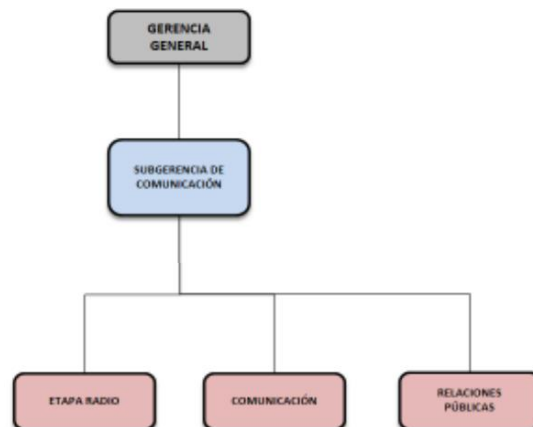 GERENCIA
GENERAL
SUBGERENCIA DE
COMUNICACIÓN
ETAPA RADIO
COMUNICACIÓN
RELACIONES
PÚBLICAS